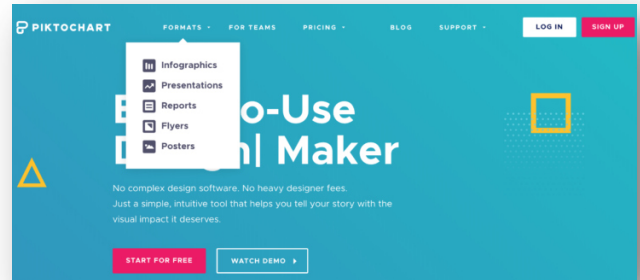 PIKTOCHART
FORMATS FOR TEAMS PRICING BLOG SUPPORT LOG IN SIGN UP
Infographics
Presentations
Reports
Flyers
Posters
o-Use
Maker
No complex design software. No heavy designer fees.
Just a simple, intuitive tool that helps you tell your story with the
visual impact it deserves.
START FOR FREE WATCH DEMO